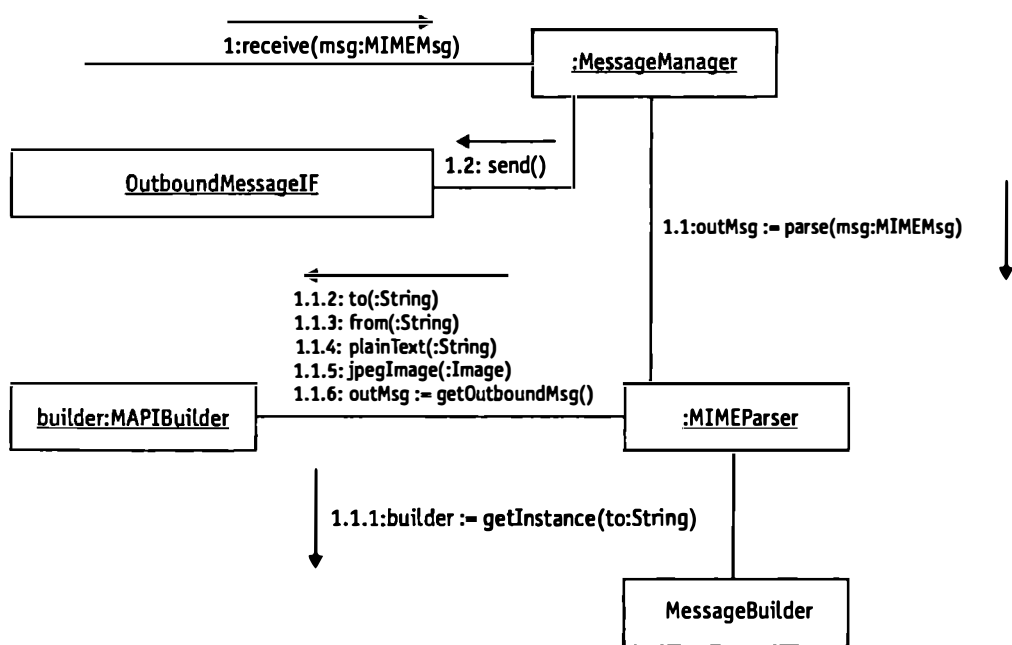 1:receive(msg:MIMEMsg)
:MessageManager
1.2: send()
OutboundMessageIF
1.1:outMsg := parse(msg:MIMEMsg)
1.1.2: to(:String)
1.1.3: from(:String)
1.1.4: plainText(:String)
1.1.5: jpegImage(:Image)
1.1.6: outMsg := getOutboundMsg()
builder:MAPIBuilder
:MIMEParser
1.1.1:builder := getInstance(to:String)
MessageBuilder